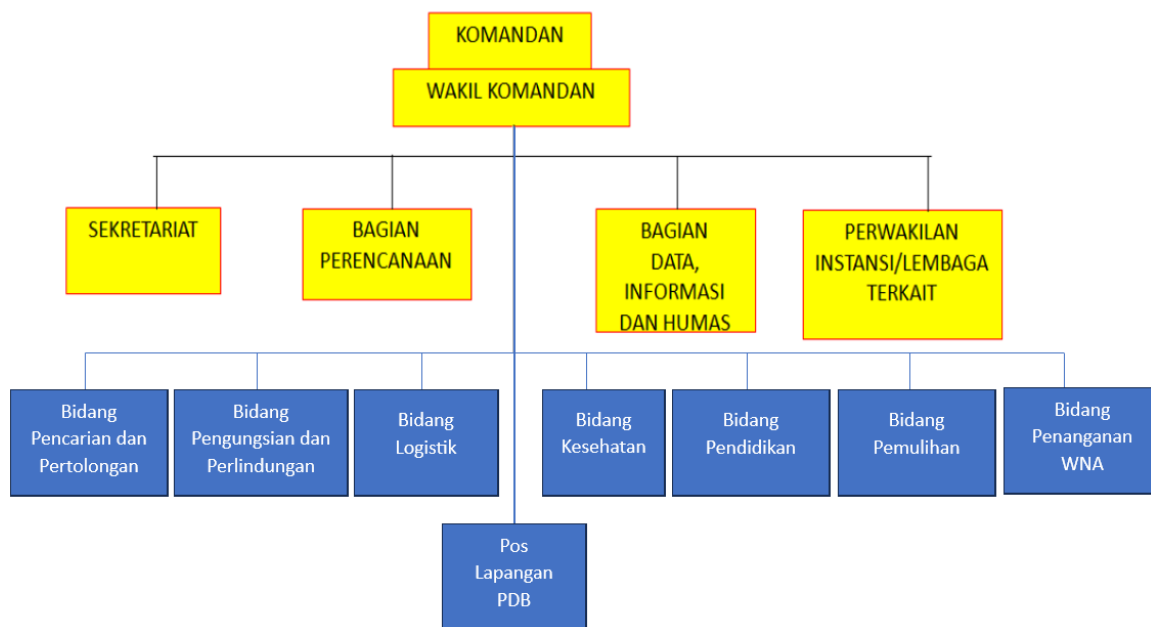 KOMANDAN
WAKIL KOMANDAN
SEKRETARIAT
BAGIAN
PERENCANAAN
BAGIAN
DATA,
INFORMASI
DAN HUMAS
PERWAKILAN
INSTANSI/LEMBAGA
TERKAIT
Bidang
Pencarian dan
Pertolongan
Bidang
Pengungsian dan
Perlindungan
Bidang
Logistik
Bidang
Kesehatan
Bidang
Pendidikan
Bidang
Pemulihan
Bidang
Penanganan
WNA
Pos
Lapangan
PDB